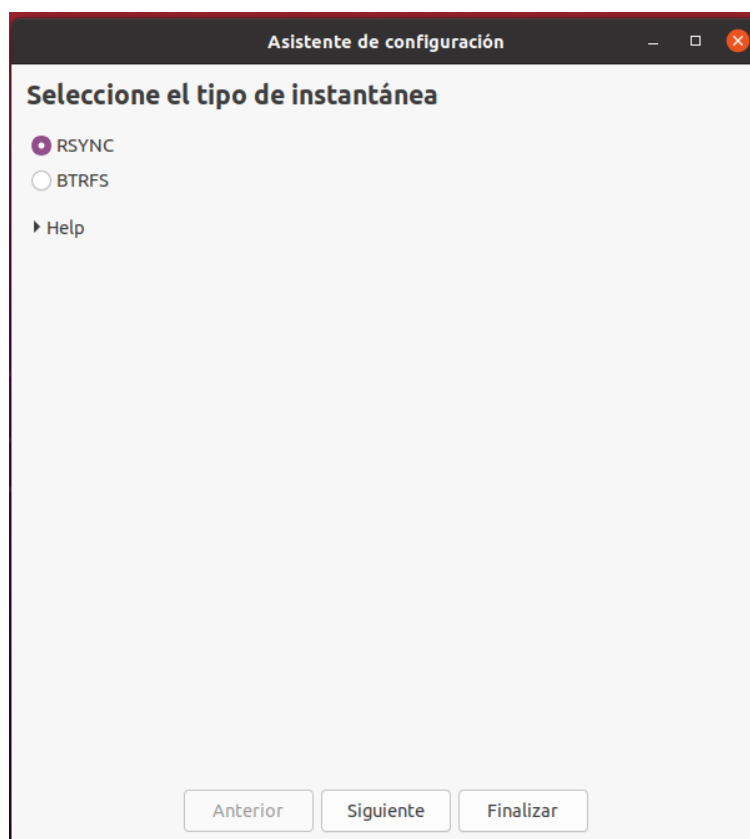 Asistente de configuración
Seleccione el tipo de instantánea
RSYNC
BTRFS
Help
Anterior Siguiente Finalizar